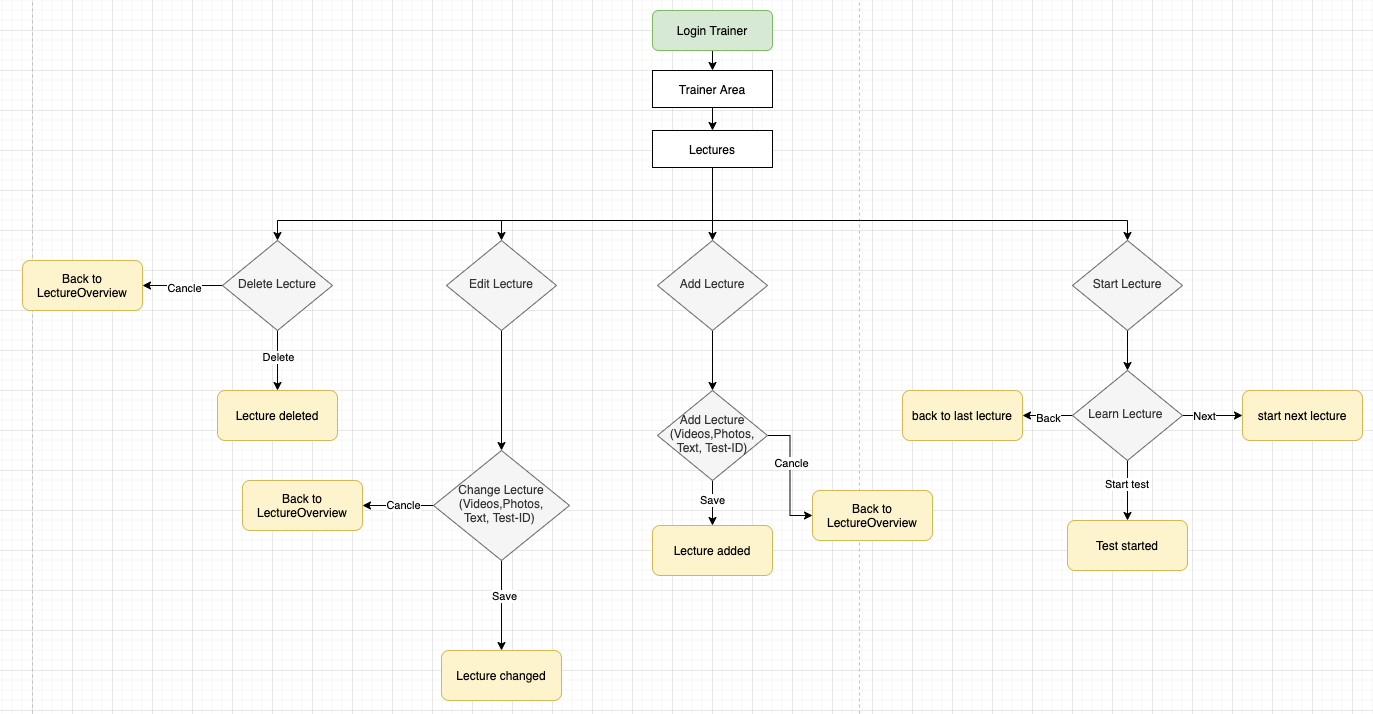 Login Trainer
Trainer Area
Lectures
Delete Lecture
Edit Lecture
Add Lecture
Start Lecture
Back to
LectureOverview
Cancle
Delete
Lecture deleted
Change Lecture
(Videos,Photos,
Text, Test-ID)
Cancle
Back to
LectureOverview
Save
Lecture changed
Add Lecture
(Videos,Photos,
Text, Test-ID)
Cancle
Back to
LectureOverview
Save
Lecture added
Learn Lecture
Back
back to last lecture
Next
start next lecture
Start test
Test started